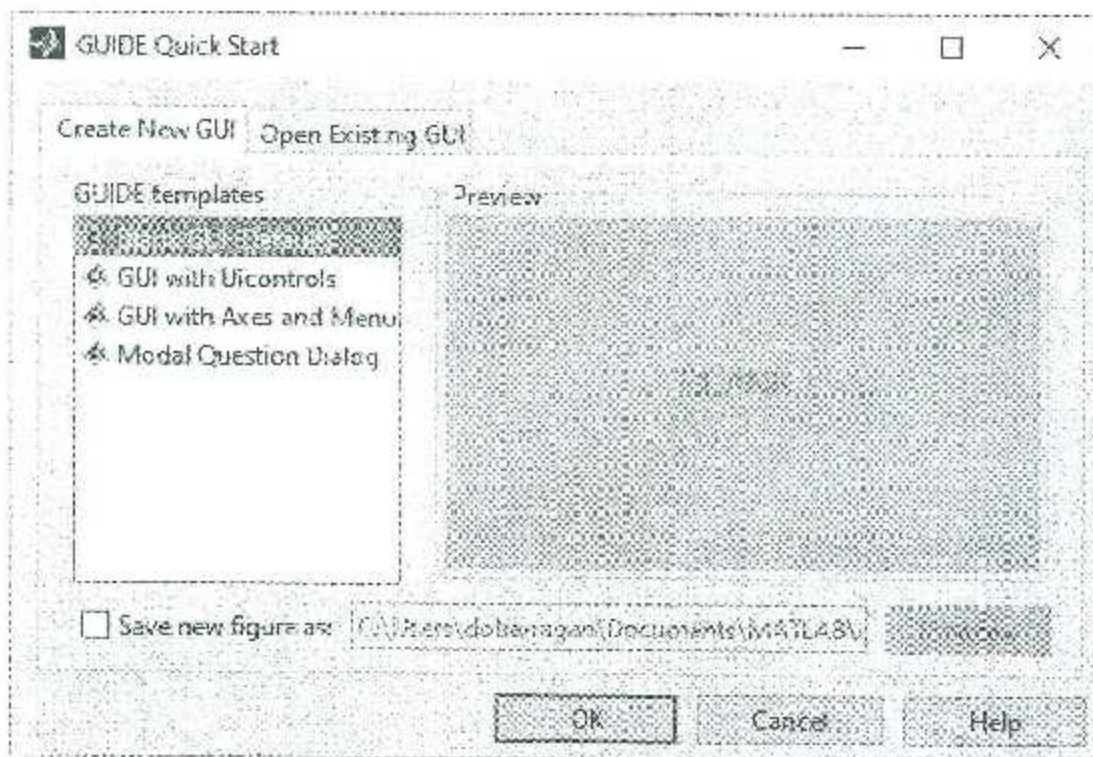 GUIDE Quick Start
Create New GUI
Open Existing GUI
GUIDE templates
Preview
GUI with Uicontrols
GUI with Axes and Menu
Modal Question Dialog
Save new figure as:
OK
Cancel
Help